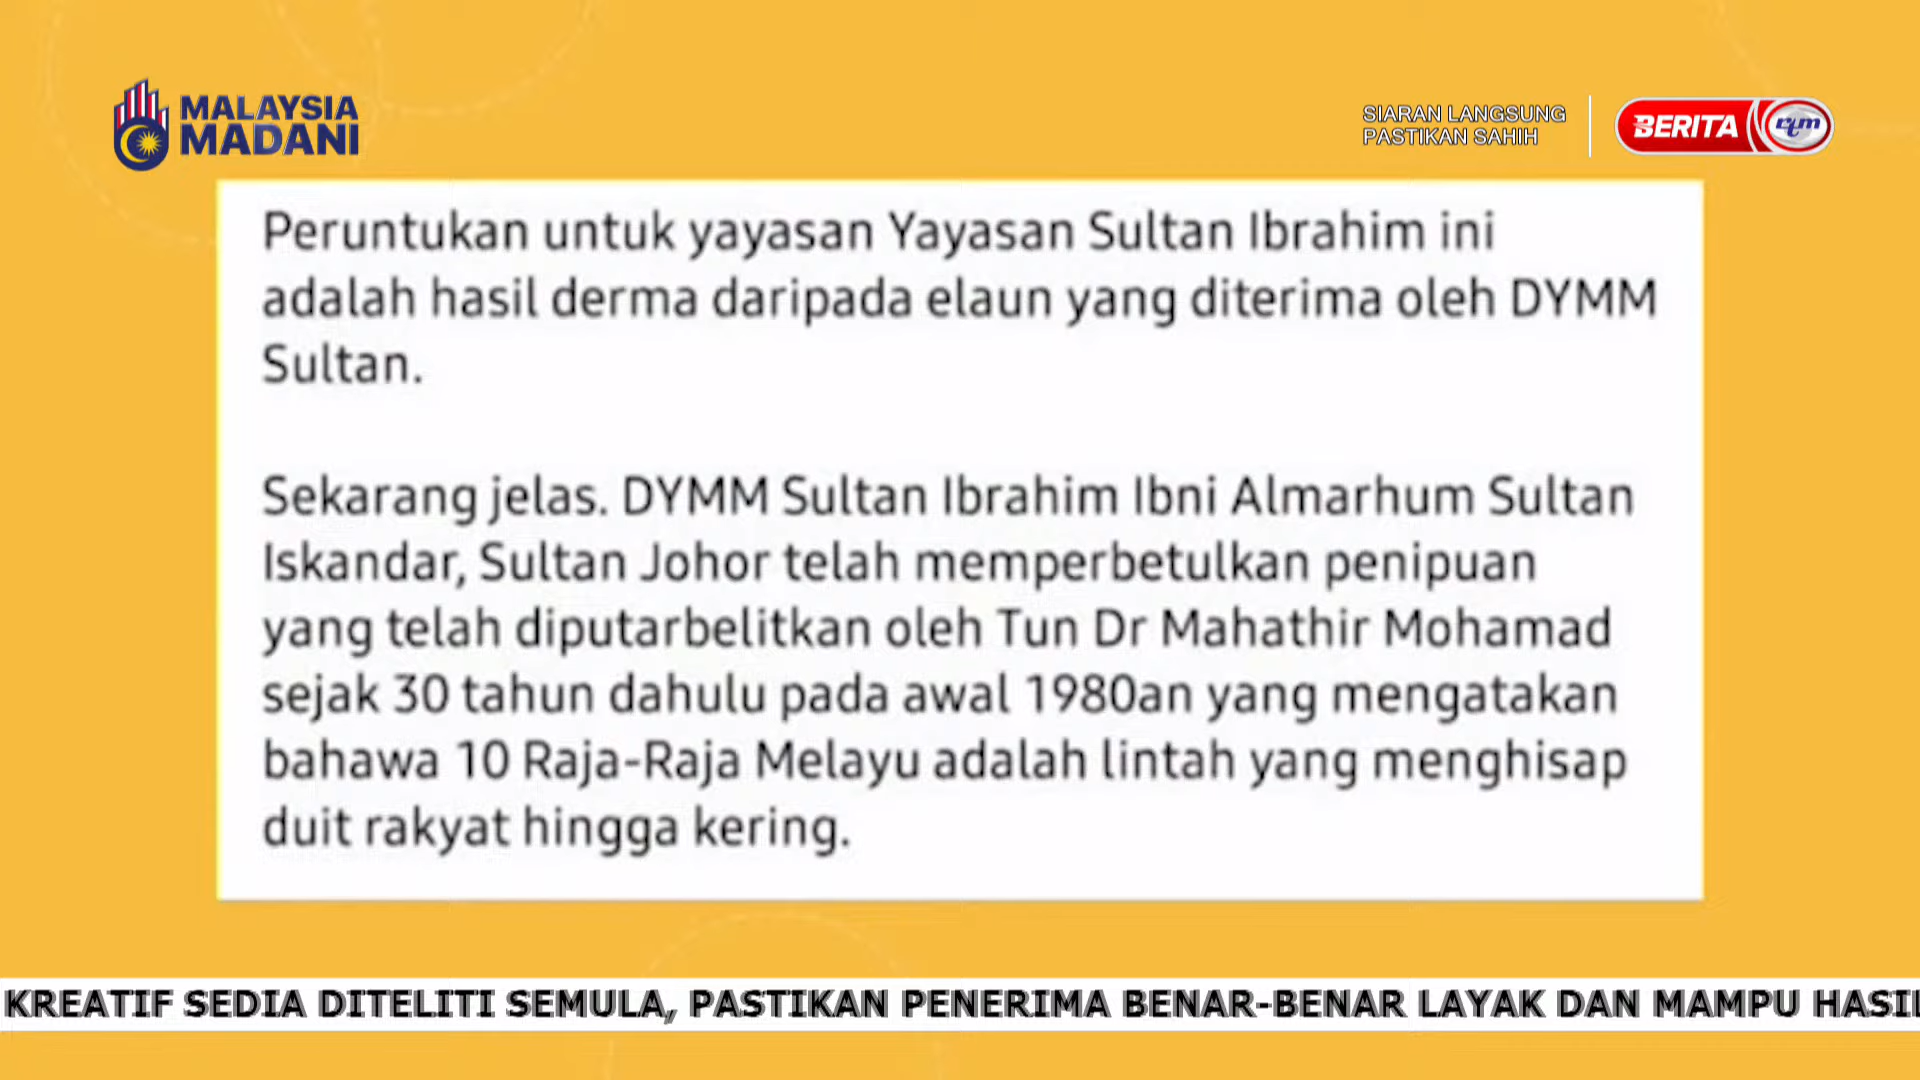 MALAYSIA
MADANI
SIARAN LANGSUNG
PASTIKAN SAHIH
BERITA rtm
Peruntukan untuk yayasan Yayasan Sultan Ibrahim ini
adalah hasil derma daripada elaun yang diterima oleh DYMM
Sultan.
Sekarang jelas. DYMM Sultan Ibrahim Ibni Almarhum Sultan
Iskandar, Sultan Johor telah memperbetulkan penipuan
yang telah diputarbelitkan oleh Tun Dr Mahathir Mohamad
sejak 30 tahun dahulu pada awal 1980an yang mengatakan
bahawa 10 Raja-Raja Melayu adalah lintah yang menghisap
duit rakyat hingga kering.
KREATIF SEDIA DITELITI SEMULA, PASTIKAN PENERIMA BENAR-BENAR LAYAK DAN MAMPU HASIL